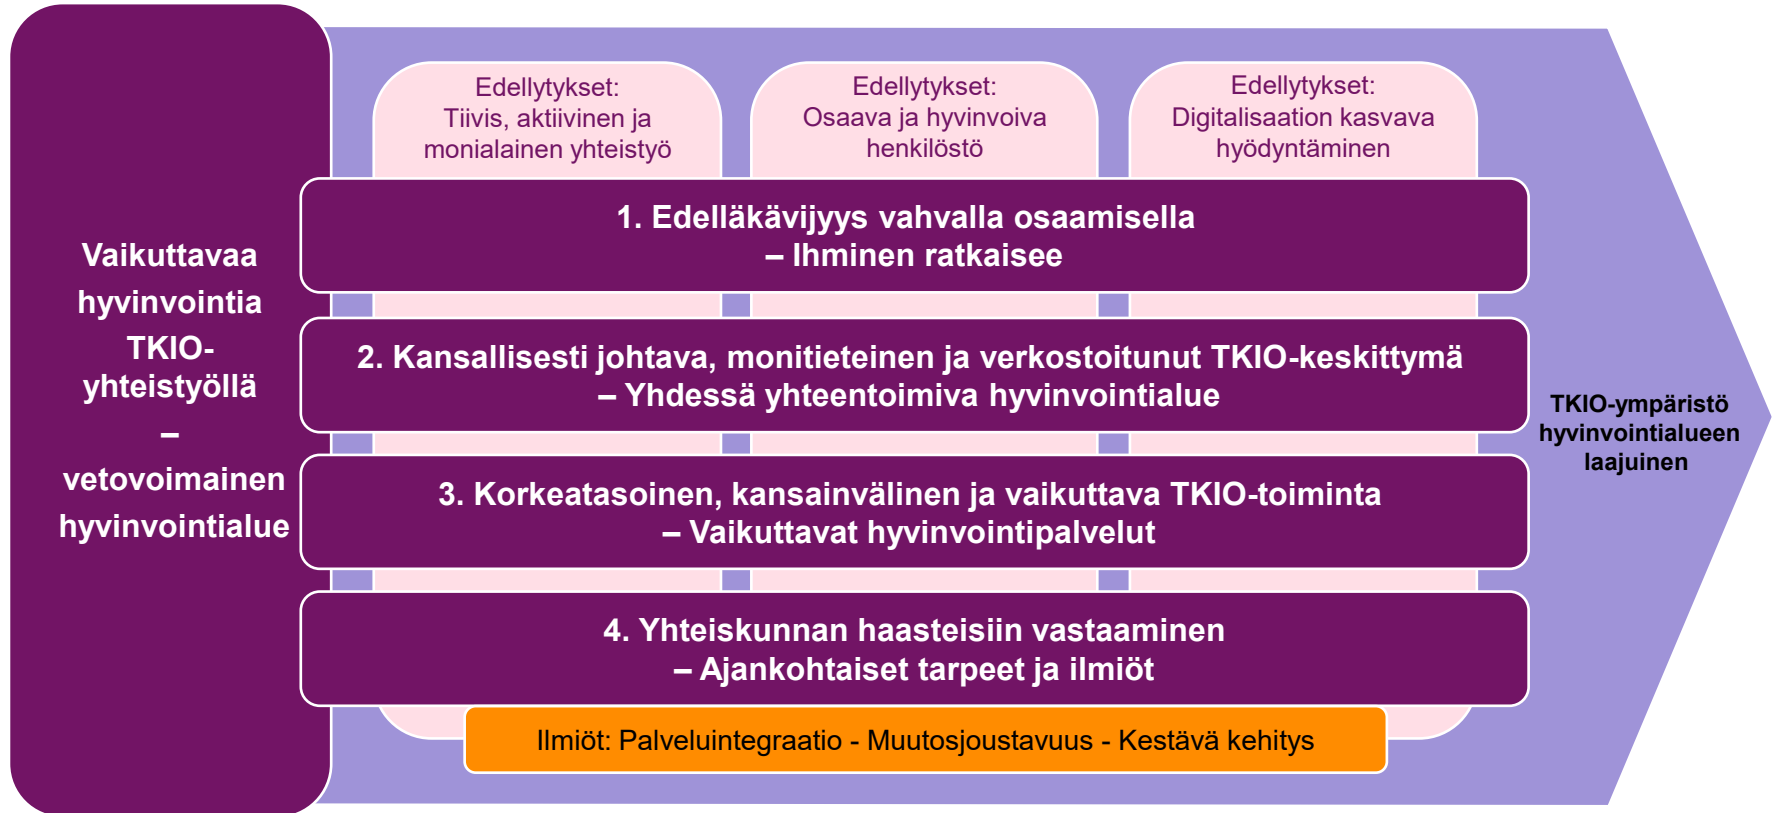 Vaikuttavaa
hyvinvointia
TKIO-
yhteistyöllä
–
vetovoimainen
hyvinvointialue
Edellytykset:
Tiivis, aktiivinen ja
monialainen yhteistyö
Edellytykset:
Osaava ja hyvinvoiva
henkilöstö
Edellytykset:
Digitalisaation kasvava
hyödyntäminen
1. Edelläkävijyys vahvalla osaamisella
– Ihminen ratkaisee
2. Kansallisesti johtava, monitieteinen ja verkostoitunut TKIO-keskittymä
– Yhdessä yhteentoimiva hyvinvointialue
3. Korkeatasoinen, kansainvälinen ja vaikuttava TKIO-toiminta
– Vaikuttavat hyvinvointipalvelut
4. Yhteiskunnan haasteisiin vastaaminen
– Ajankohtaiset tarpeet ja ilmiöt
Ilmiöt: Palveluintegraatio - Muutosjoustavuus - Kestävä kehitys
TKIO-ympäristö
hyvinvointialueen
laajuinen